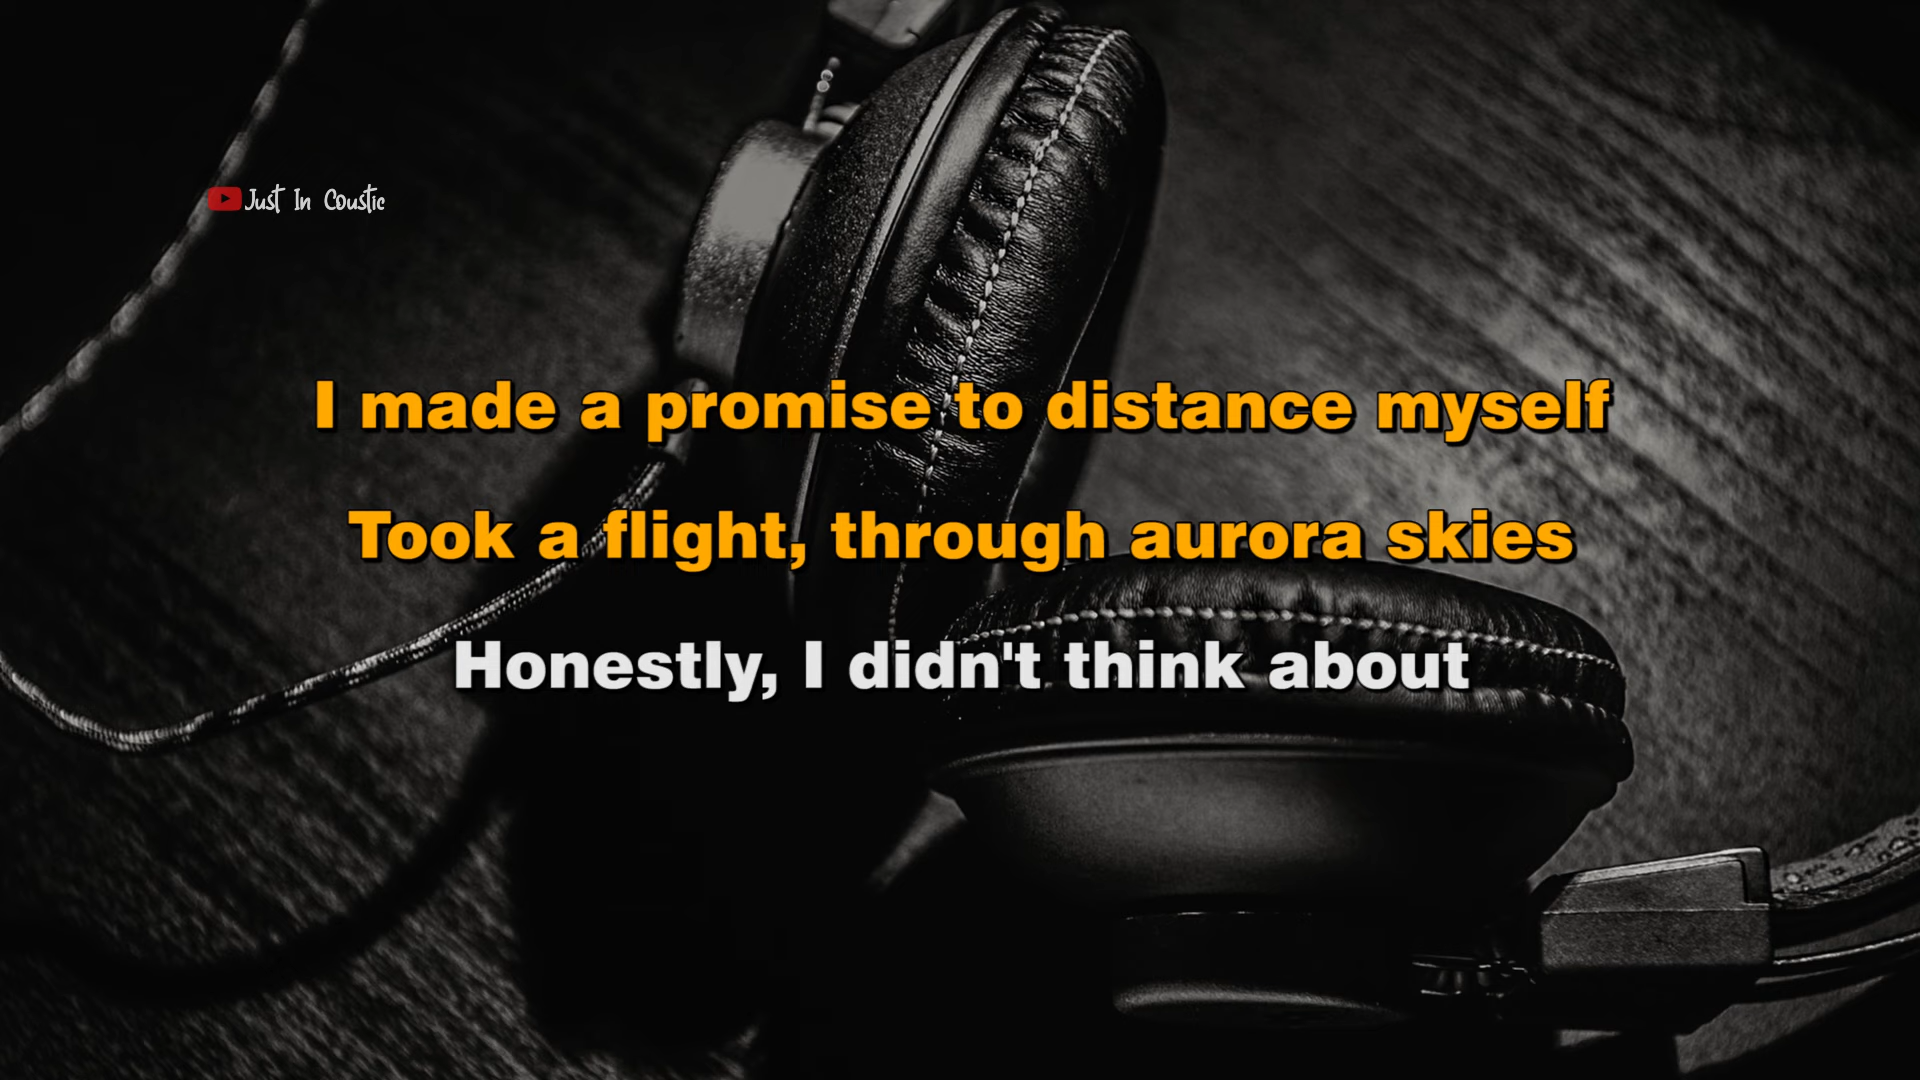 Just In Coustic
I made a promise to distance myself
Took a flight, through aurora skies
Honestly, I didn't think about